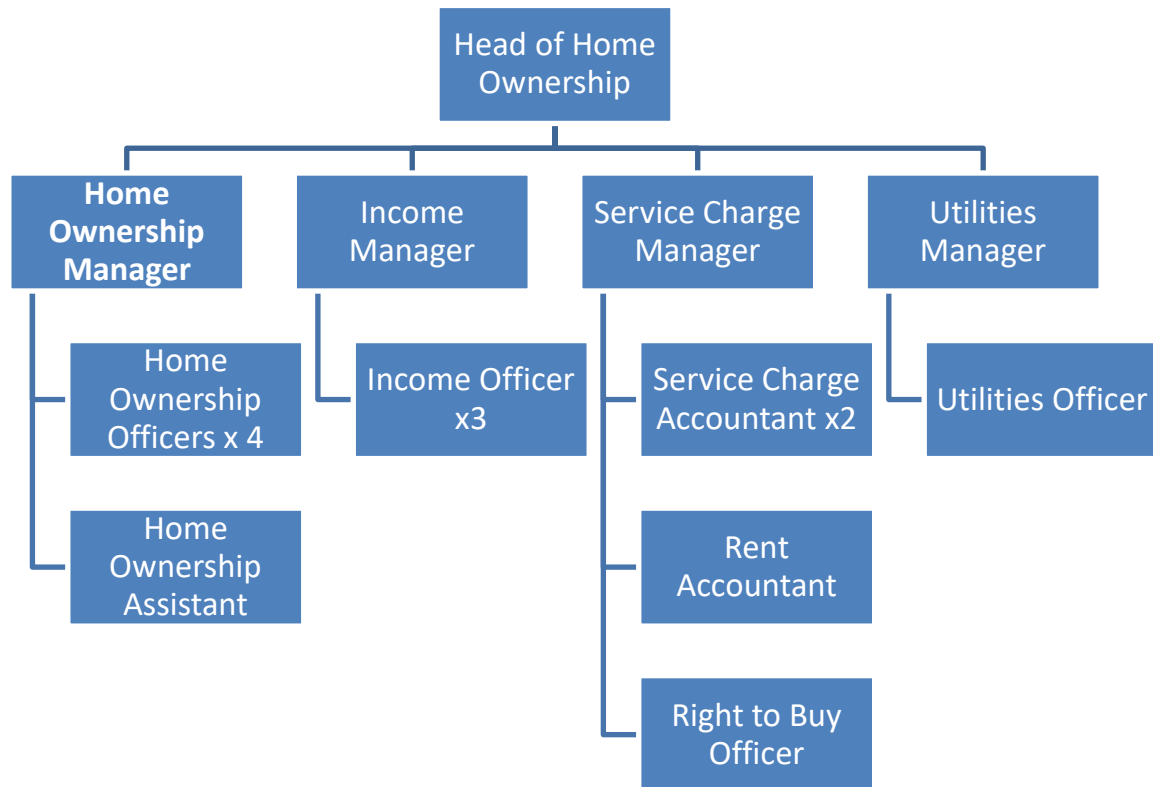 Head of Home
Ownership
Home
Ownership
Manager
Income
Manager
Service Charge
Manager
Utilities
Manager
Home
Ownership
Officers x 4
Income Officer
x3
Service Charge
Accountant x2
Utilities Officer
Home
Ownership
Assistant
Rent
Accountant
Right to Buy
Officer